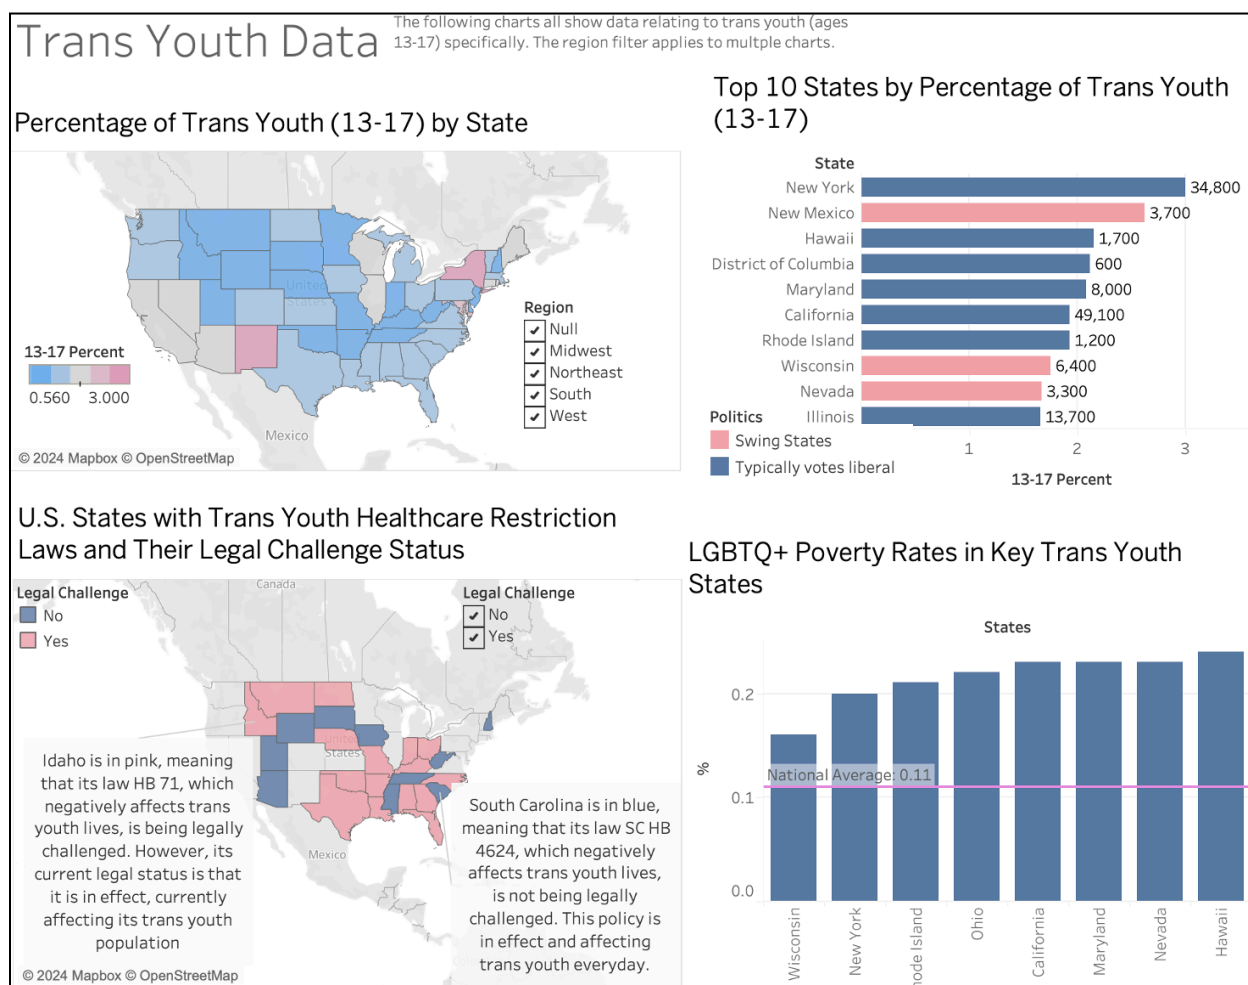 Trans Youth Data
The following charts all show data relating to trans youth (ages
13-17) specifically. The region filter applies to multple charts.
Percentage of Trans Youth (13-17) by State
United
States
Mexico
13-17 Percent
0.560 3.000
Region
Null
Midwest
Northeast
South
West
© 2024 Mapbox © OpenStreetMap
Top 10 States by Percentage of Trans Youth
(13-17)
State
New York 34,800
New Mexico 3,700
Hawaii 1,700
District of Columbia 600
Maryland 8,000
California 49,100
Rhode Island 1,200
Wisconsin 6,400
Nevada 3,300
Illinois 13,700
1 2 3
13-17 Percent
Politics
Swing States
Typically votes liberal
U.S. States with Trans Youth Healthcare Restriction
Laws and Their Legal Challenge Status
Legal Challenge
No
Yes
Canada
Legal Challenge
No
Yes
United
States
Mexico
Idaho is in pink, meaning
that its law HB 71, which
negatively affects trans
youth lives, is being legally
challenged. However, its
current legal status is that
it is in effect, currently
affecting its trans youth
population
South Carolina is in blue,
meaning that its law SC HB
4624, which negatively
affects trans youth lives,
is not being legally
challenged. This policy is
in effect and affecting
trans youth everyday.
© 2024 Mapbox © OpenStreetMap
LGBTQ+ Poverty Rates in Key Trans Youth
States
States
%
0.2
National Average: 0.11
0.1
0.0
Wisconsin
New York
hode Island
Ohio
California
Maryland
Nevada
Hawaii